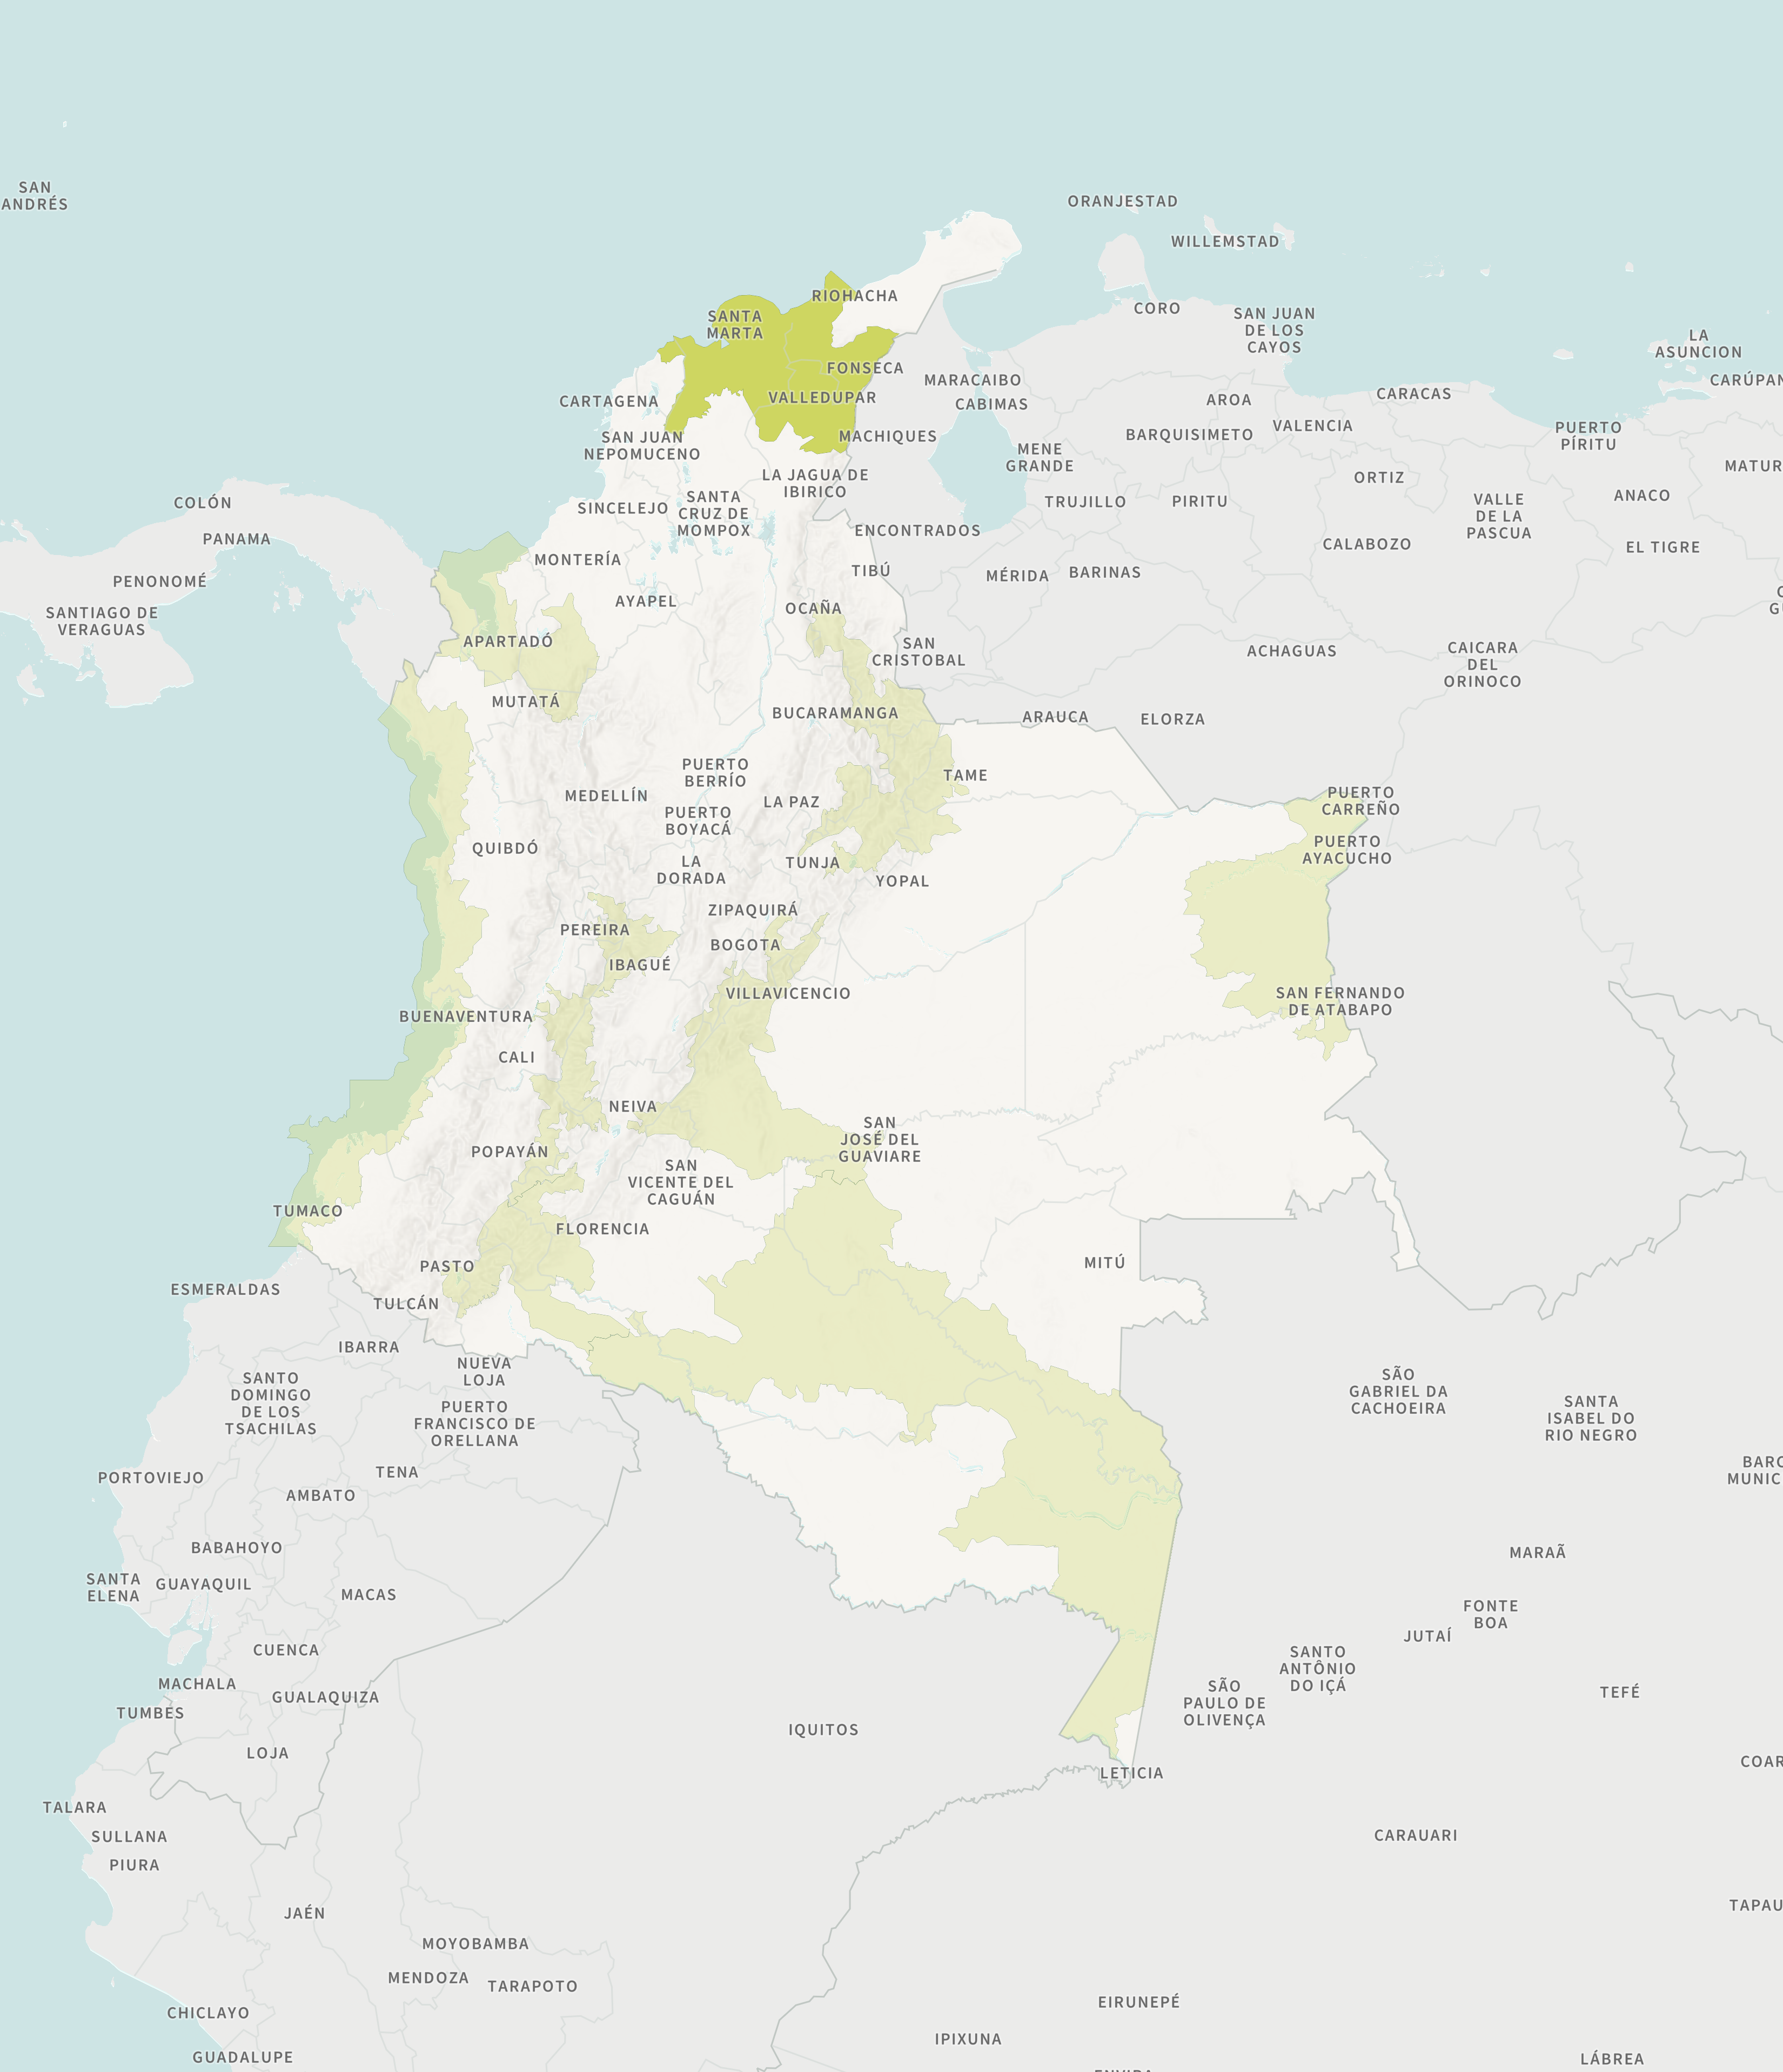 SAN
ANDRÉS
ORANJESTAD
WILLEMSTAD
RIOHACHA
CORO
SANTA
MARTA
SAN JUAN
DE LOS
CAYOS
LA
ASUNCION
FONSECA
MARACAIBO
CARÚPAN
VALLEDUPAR
CABIMAS
AROA
CARACAS
CARTAGENA
MACHIQUES
BARQUISIMETO
VALENCIA
PUERTO
PÍRITU
SAN JUAN
NEPOMUCENO
MENE
GRANDE
MATUR
LA JAGUA DE
IBIRICO
ORTIZ
COLÓN
SINCELEJO
SANTA
CRUZ DE
MOMPOX
TRUJILLO
PIRITU
VALLE
DE LA
PASCUA
ANACO
PANAMA
ENCONTRADOS
CALABOZO
EL TIGRE
MONTERÍA
PENONOMÉ
TIBÚ
MÉRIDA
BARINAS
SANTIAGO DE
VERAGUAS
AYAPEL
OCAÑA
C
GU
APARTADÓ
SAN
CRISTOBAL
ACHAGUAS
CAICARA
DEL
ORINOCO
MUTATÁ
BUCARAMANGA
ARAUCA
ELORZA
PUERTO
BERRÍO
TAME
MEDELLÍN
LA PAZ
PUERTO
CARREÑO
PUERTO
BOYACÁ
QUIBDÓ
PUERTO
AYACUCHO
LA
DORADA
TUNJA
YOPAL
ZIPAQUIRÁ
PEREIRA
BOGOTA
IBAGUÉ
VILLAVICENCIO
SAN FERNANDO
DE ATABAPO
BUENAVENTURA
CALI
NEIVA
SAN
JOSÉ DEL
GUAVIARE
POPAYÁN
SAN
VICENTE DEL
CAGUÁN
TUMACO
FLORENCIA
PASTO
MITÚ
ESMERALDAS
TULCÁN
IBARRA
NUEVA
LOJA
SANTO
DOMINGO
DE LOS
TSACHILAS
SÃO
GABRIEL DA
CACHOEIRA
PUERTO
FRANCISCO DE
ORELLANA
SANTA
ISABEL DO
RIO NEGRO
PORTOVIEJO
TENA
BARC
MUNIC
AMBATO
BABAHOYO
MARAÃ
SANTA
ELENA
GUAYAQUIL
MACAS
FONTE
BOA
JUTAÍ
CUENCA
SANTO
ANTÔNIO
DO IÇÁ
MACHALA
GUALAQUIZA
SÃO
PAULO DE
OLIVENÇA
TEFÉ
TUMBES
IQUITOS
LOJA
COAR
LETICIA
TALARA
SULLANA
CARAUARI
PIURA
JAÉN
TAPAU
MOYOBAMBA
MENDOZA
TARAPOTO
EIRUNEPÉ
CHICLAYO
IPIXUNA
GUADALUPE
LÁBREA